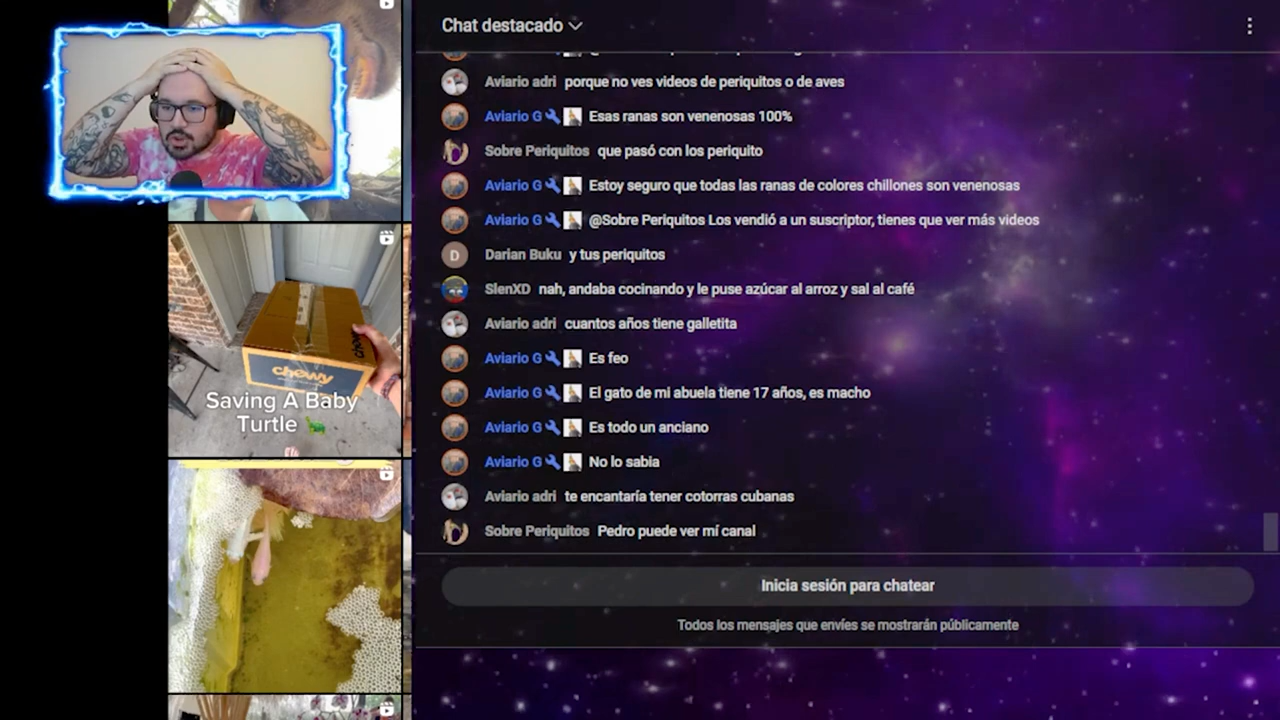 Chat destacado
Aviario adri porque no ves videos de periquitos o de aves
Aviario G Esas ranas son venenosas 100%
Sobre Periquitos que pasó con los periquito
Aviario G Estoy seguro que todas las ranas de colores chillones son venenosas
Aviario G @Sobre Periquitos Los vendió a un suscriptor, tienes que ver más videos
D Darian Buku y tus periquitos
SlenXD nah, andaba cocinando y le puse azúcar al arroz y sal al café
Aviario adri cuantos años tiene galletita
Aviario G Es feo
Aviario G El gato de mi abuela tiene 17 años, es macho
Aviario G Es todo un anciano
Aviario G No lo sabia
Aviario adri te encantaría tener cotorras cubanas
Sobre Periquitos Pedro puede ver mí canal
Inicia sesión para chatear
Todos los mensajes que envíes se mostrarán públicamente
chewy
chewy
Saving A Baby
Turtle